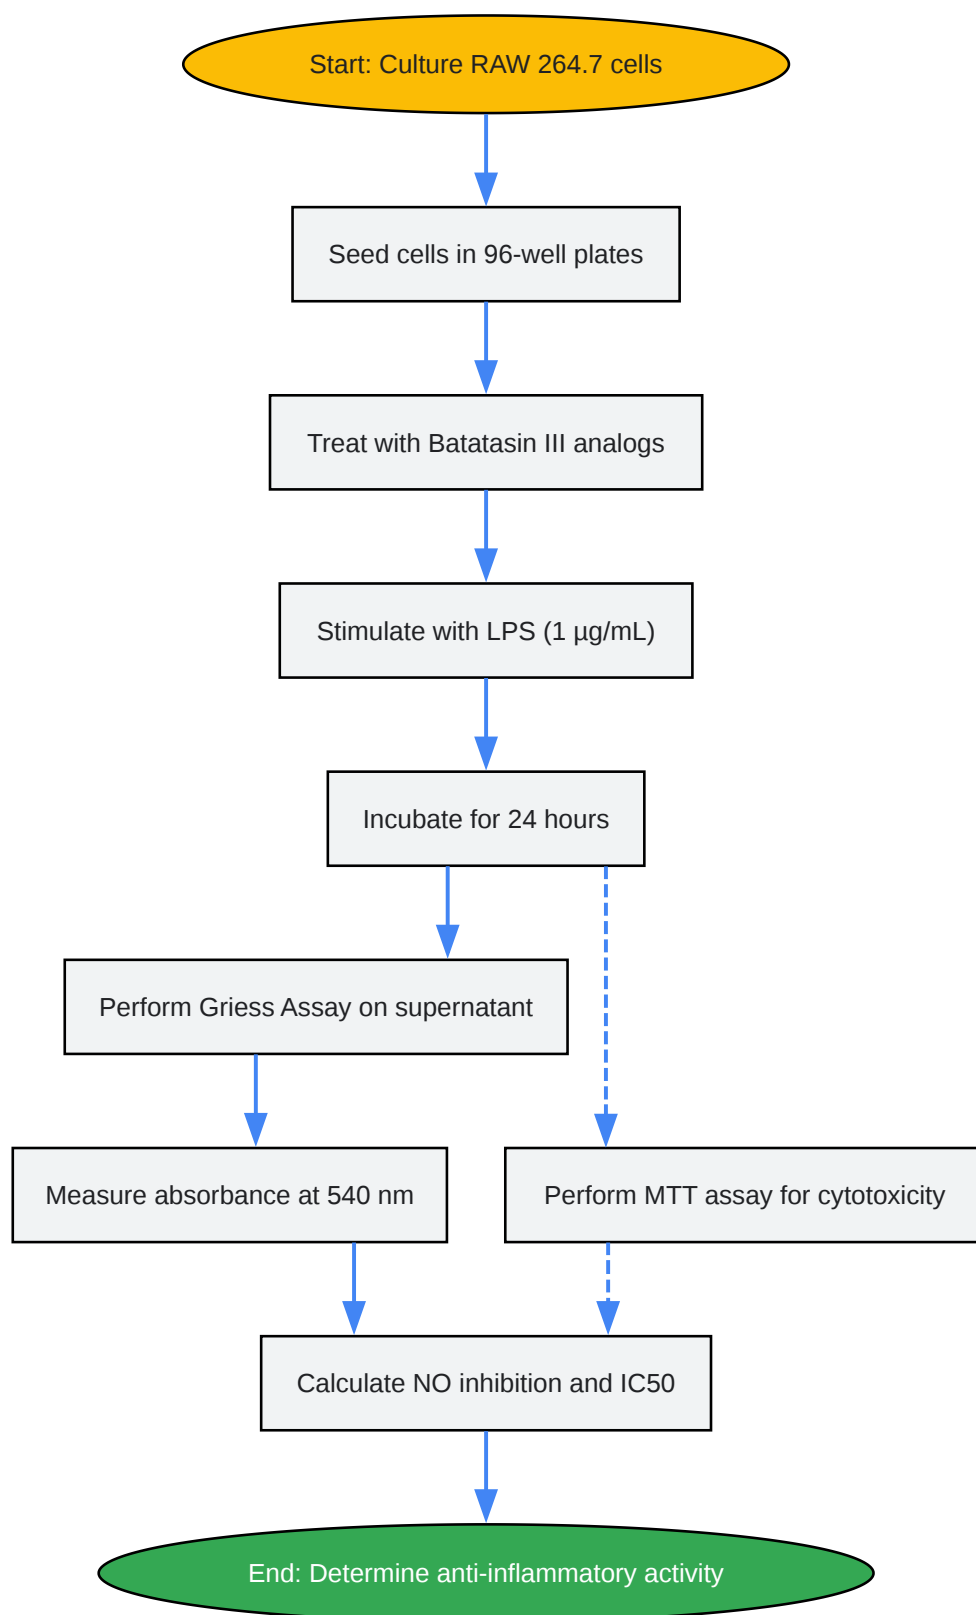 Start: Culture RAW 264.7 cells
Seed cells in 96-well plates
Treat with Batatasin III analogs
Stimulate with LPS (1 µg/mL)
Incubate for 24 hours
Perform Griess Assay on supernatant
Measure absorbance at 540 nm
Perform MTT assay for cytotoxicity
Calculate NO inhibition and IC50
End: Determine anti-inflammatory activity